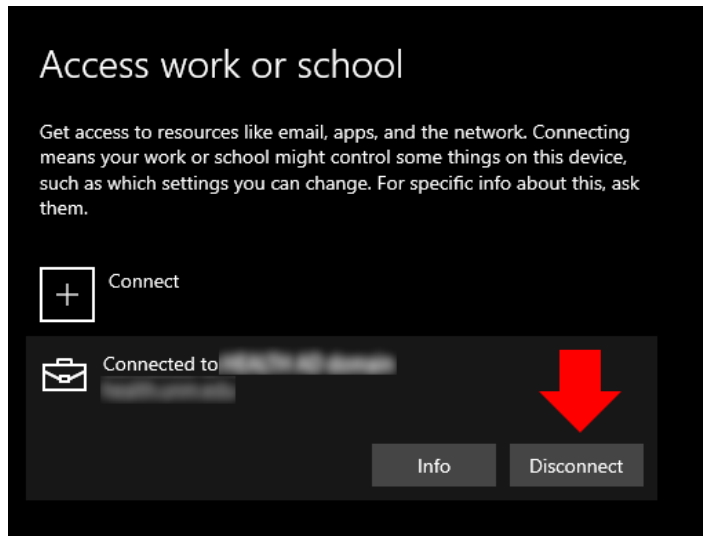 Access work or school
Get access to resources like email, apps, and the network. Connecting
means your work or school might control some things on this device,
such as which settings you can change. For specific info about this, ask
them.
Connect
Connected to
Info
Disconnect